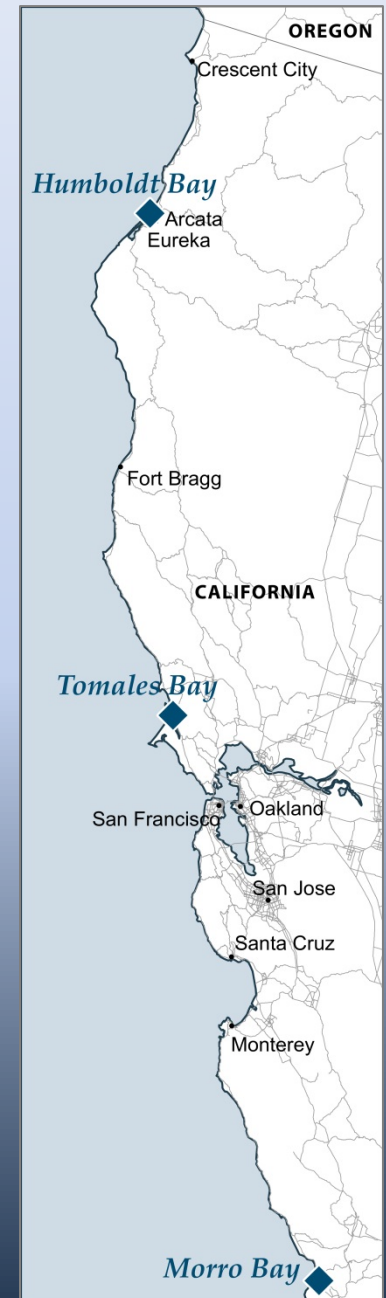 OREGON
Crescent City
Humboldt Bay
Arcata
Eureka
Fort Bragg
CALIFORNIA
Tomales Bay
San Francisco
Oakland
San Jose
Santa Cruz
Monterey
Morro Bay